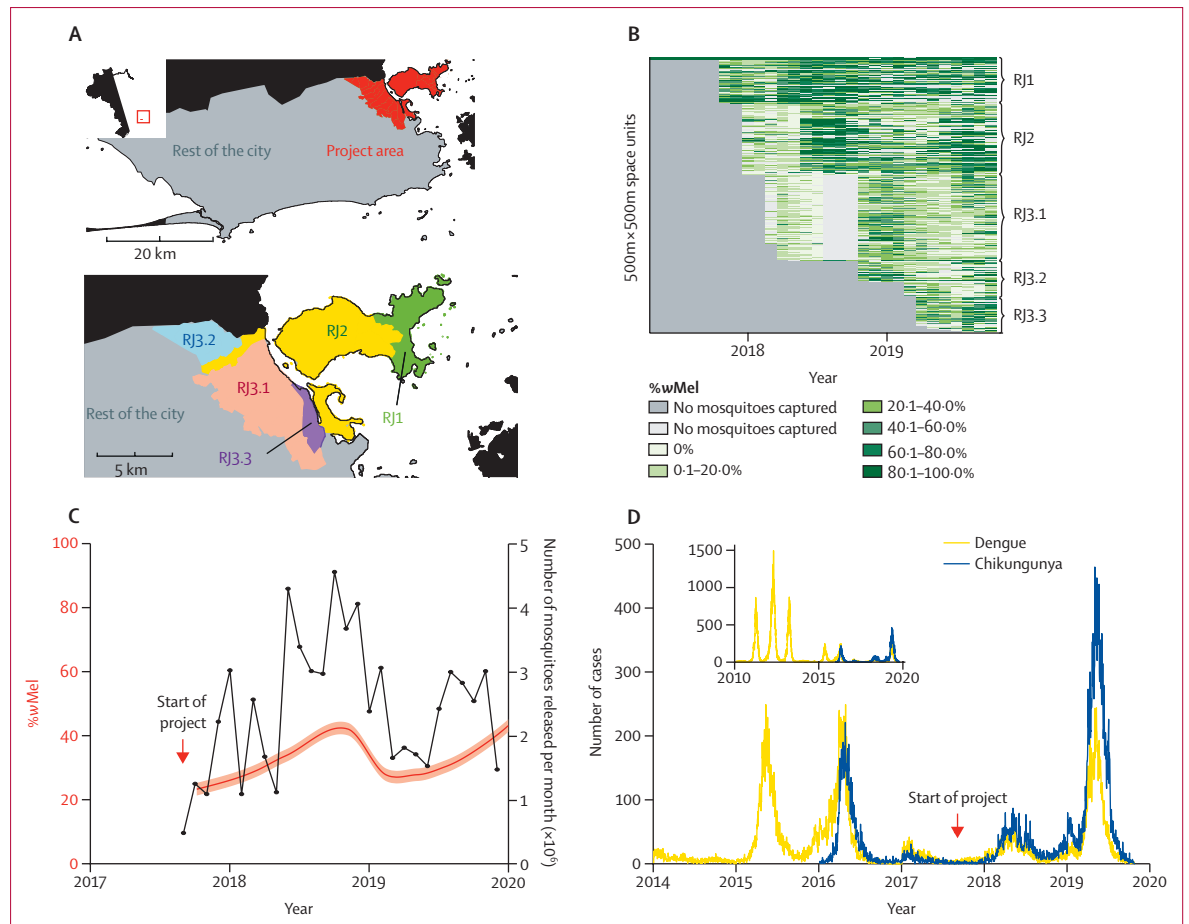 A
Rest of the city
Project area
20 km
RJ3.2
RJ2
RJ3.1
Rest of the city
RJ1
RJ3.3
5 km
B
500m×500m space units
RJ1
RJ2
RJ3.1
RJ3.2
RJ3.3
2018
2019
Year
%wMel
No mosquitoes captured
No mosquitoes captured
0%
0·1–20·0%
20·1–40·0%
40·1–60·0%
60·1–80·0%
80·1–100·0%
C
100
80
60
40
20
0
%wMel
Start of
project
5
4
3
2
1
0
Number of mosquitoes released per month (×10⁶)
2017
2018
2019
2020
Year
D
500
400
300
200
100
0
Number of cases
1500
1000
500
0
2010
2015
2020
Dengue
Chikungunya
Start of project
2014
2015
2016
2017
2018
2019
2020
Year